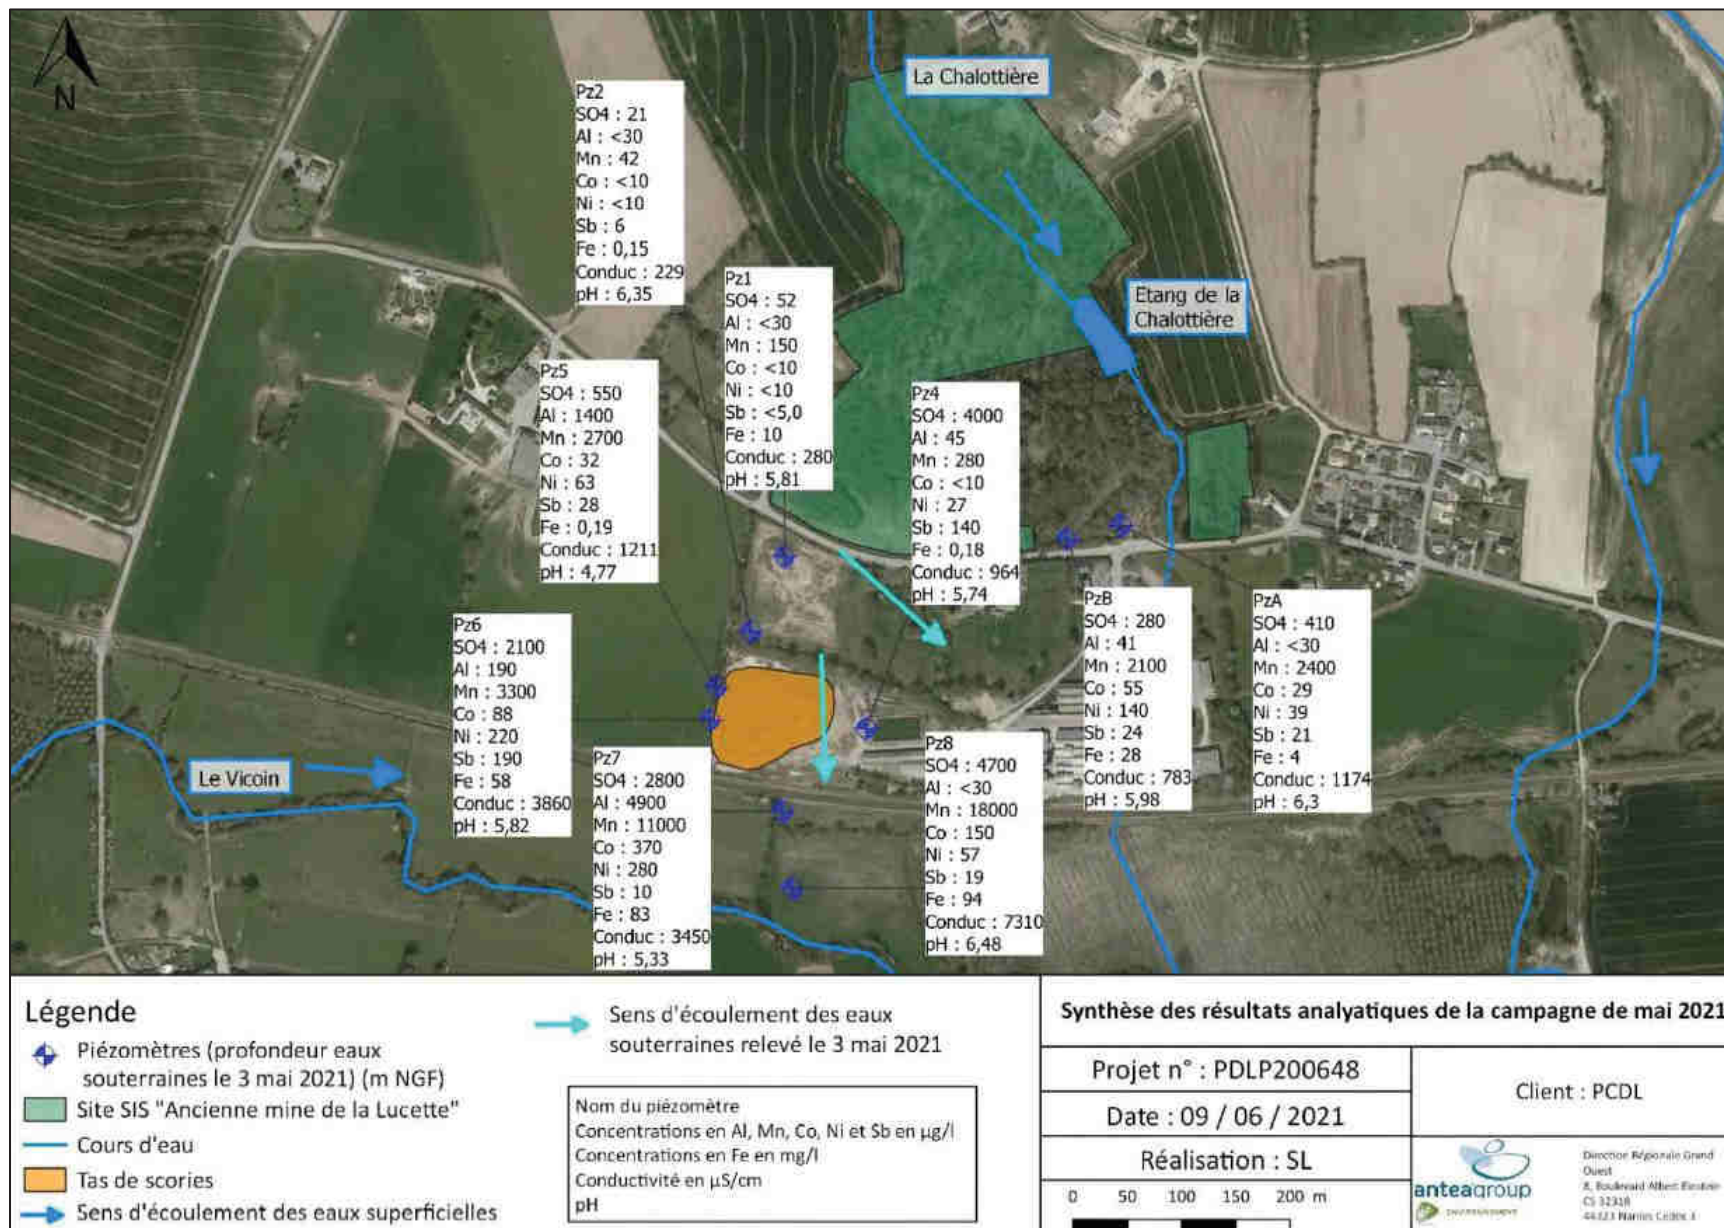 N
La Chalottière
Pz2
SO4 : 21
Al : <30
Mn : 42
Co : <10
Ni : <10
Sb : 6
Fe : 0,15
Conduc : 229
pH : 6,35
Pz1
SO4 : 52
Al : <30
Mn : 150
Co : <10
Ni : <10
Sb : <5,0
Fe : 10
Conduc : 280
pH : 5,81
Etang de la
Chalottière
Pz5
SO4 : 550
Al : 1400
Mn : 2700
Co : 32
Ni : 63
Sb : 28
Fe : 0,19
Conduc : 1211
pH : 4,77
Pz4
SO4 : 4000
Al : 45
Mn : 280
Co : <10
Ni : 27
Sb : 140
Fe : 0,18
Conduc : 964
pH : 5,74
PzB
SO4 : 280
Al : 41
Mn : 2100
Co : 55
Ni : 140
Sb : 24
Fe : 28
Conduc : 783
pH : 5,98
PzA
SO4 : 410
Al : <30
Mn : 2400
Co : 29
Ni : 39
Sb : 21
Fe : 4
Conduc : 1174
pH : 6,3
Pz6
SO4 : 2100
Al : 190
Mn : 3300
Co : 88
Ni : 220
Sb : 190
Fe : 58
Conduc : 3860
pH : 5,82
Le Vicoin
Pz7
SO4 : 2800
Al : 4900
Mn : 11000
Co : 370
Ni : 280
Sb : 10
Fe : 83
Conduc : 3450
pH : 5,33
Pz8
SO4 : 4700
Al : <30
Mn : 18000
Co : 150
Ni : 57
Sb : 19
Fe : 94
Conduc : 7310
pH : 6,48
Légende
Piézomètres (profondeur eaux
souterraines le 3 mai 2021) (m NGF)
Site SIS "Ancienne mine de la Lucette"
Cours d'eau
Tas de scories
Sens d'écoulement des eaux superficielles
Sens d'écoulement des eaux
souterraines relevé le 3 mai 2021
Nom du piézomètre
Concentrations en Al, Mn, Co, Ni et Sb en µg/l
Concentrations en Fe en mg/l
Conductivité en µS/cm
pH
Synthèse des résultats analyatiques de la campagne de mai 2021
Projet n° : PDLP200648
Date : 09 / 06 / 2021
Réalisation : SL
0 50 100 150 200 m
Client : PCDL
anteagroup
Direction Régionale Grand
Ouest
8, Boulevard Albert Einstein
CS 32318
44323 Nantes Cedex 3